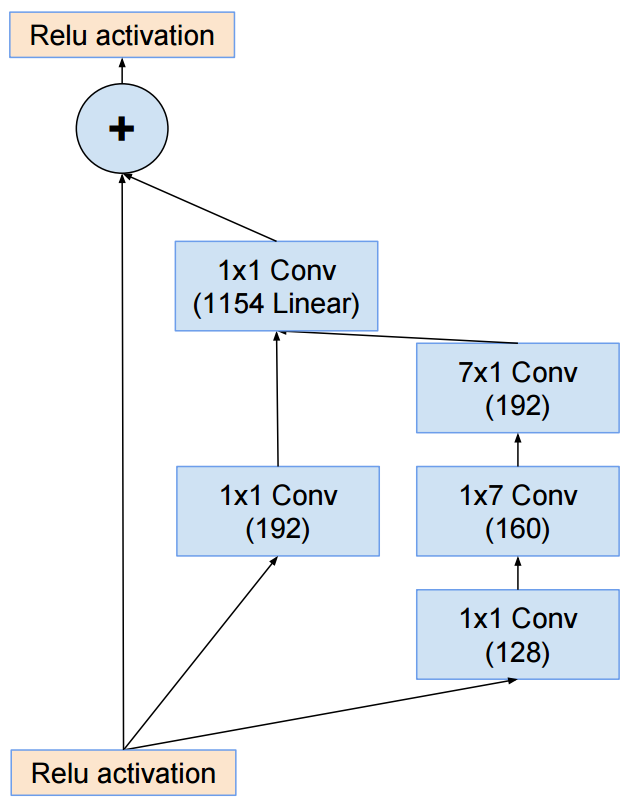 Relu activation
+
1x1 Conv
(1154 Linear)
7x1 Conv
(192)
1x1 Conv
(192)
1x7 Conv
(160)
1x1 Conv
(128)
Relu activation